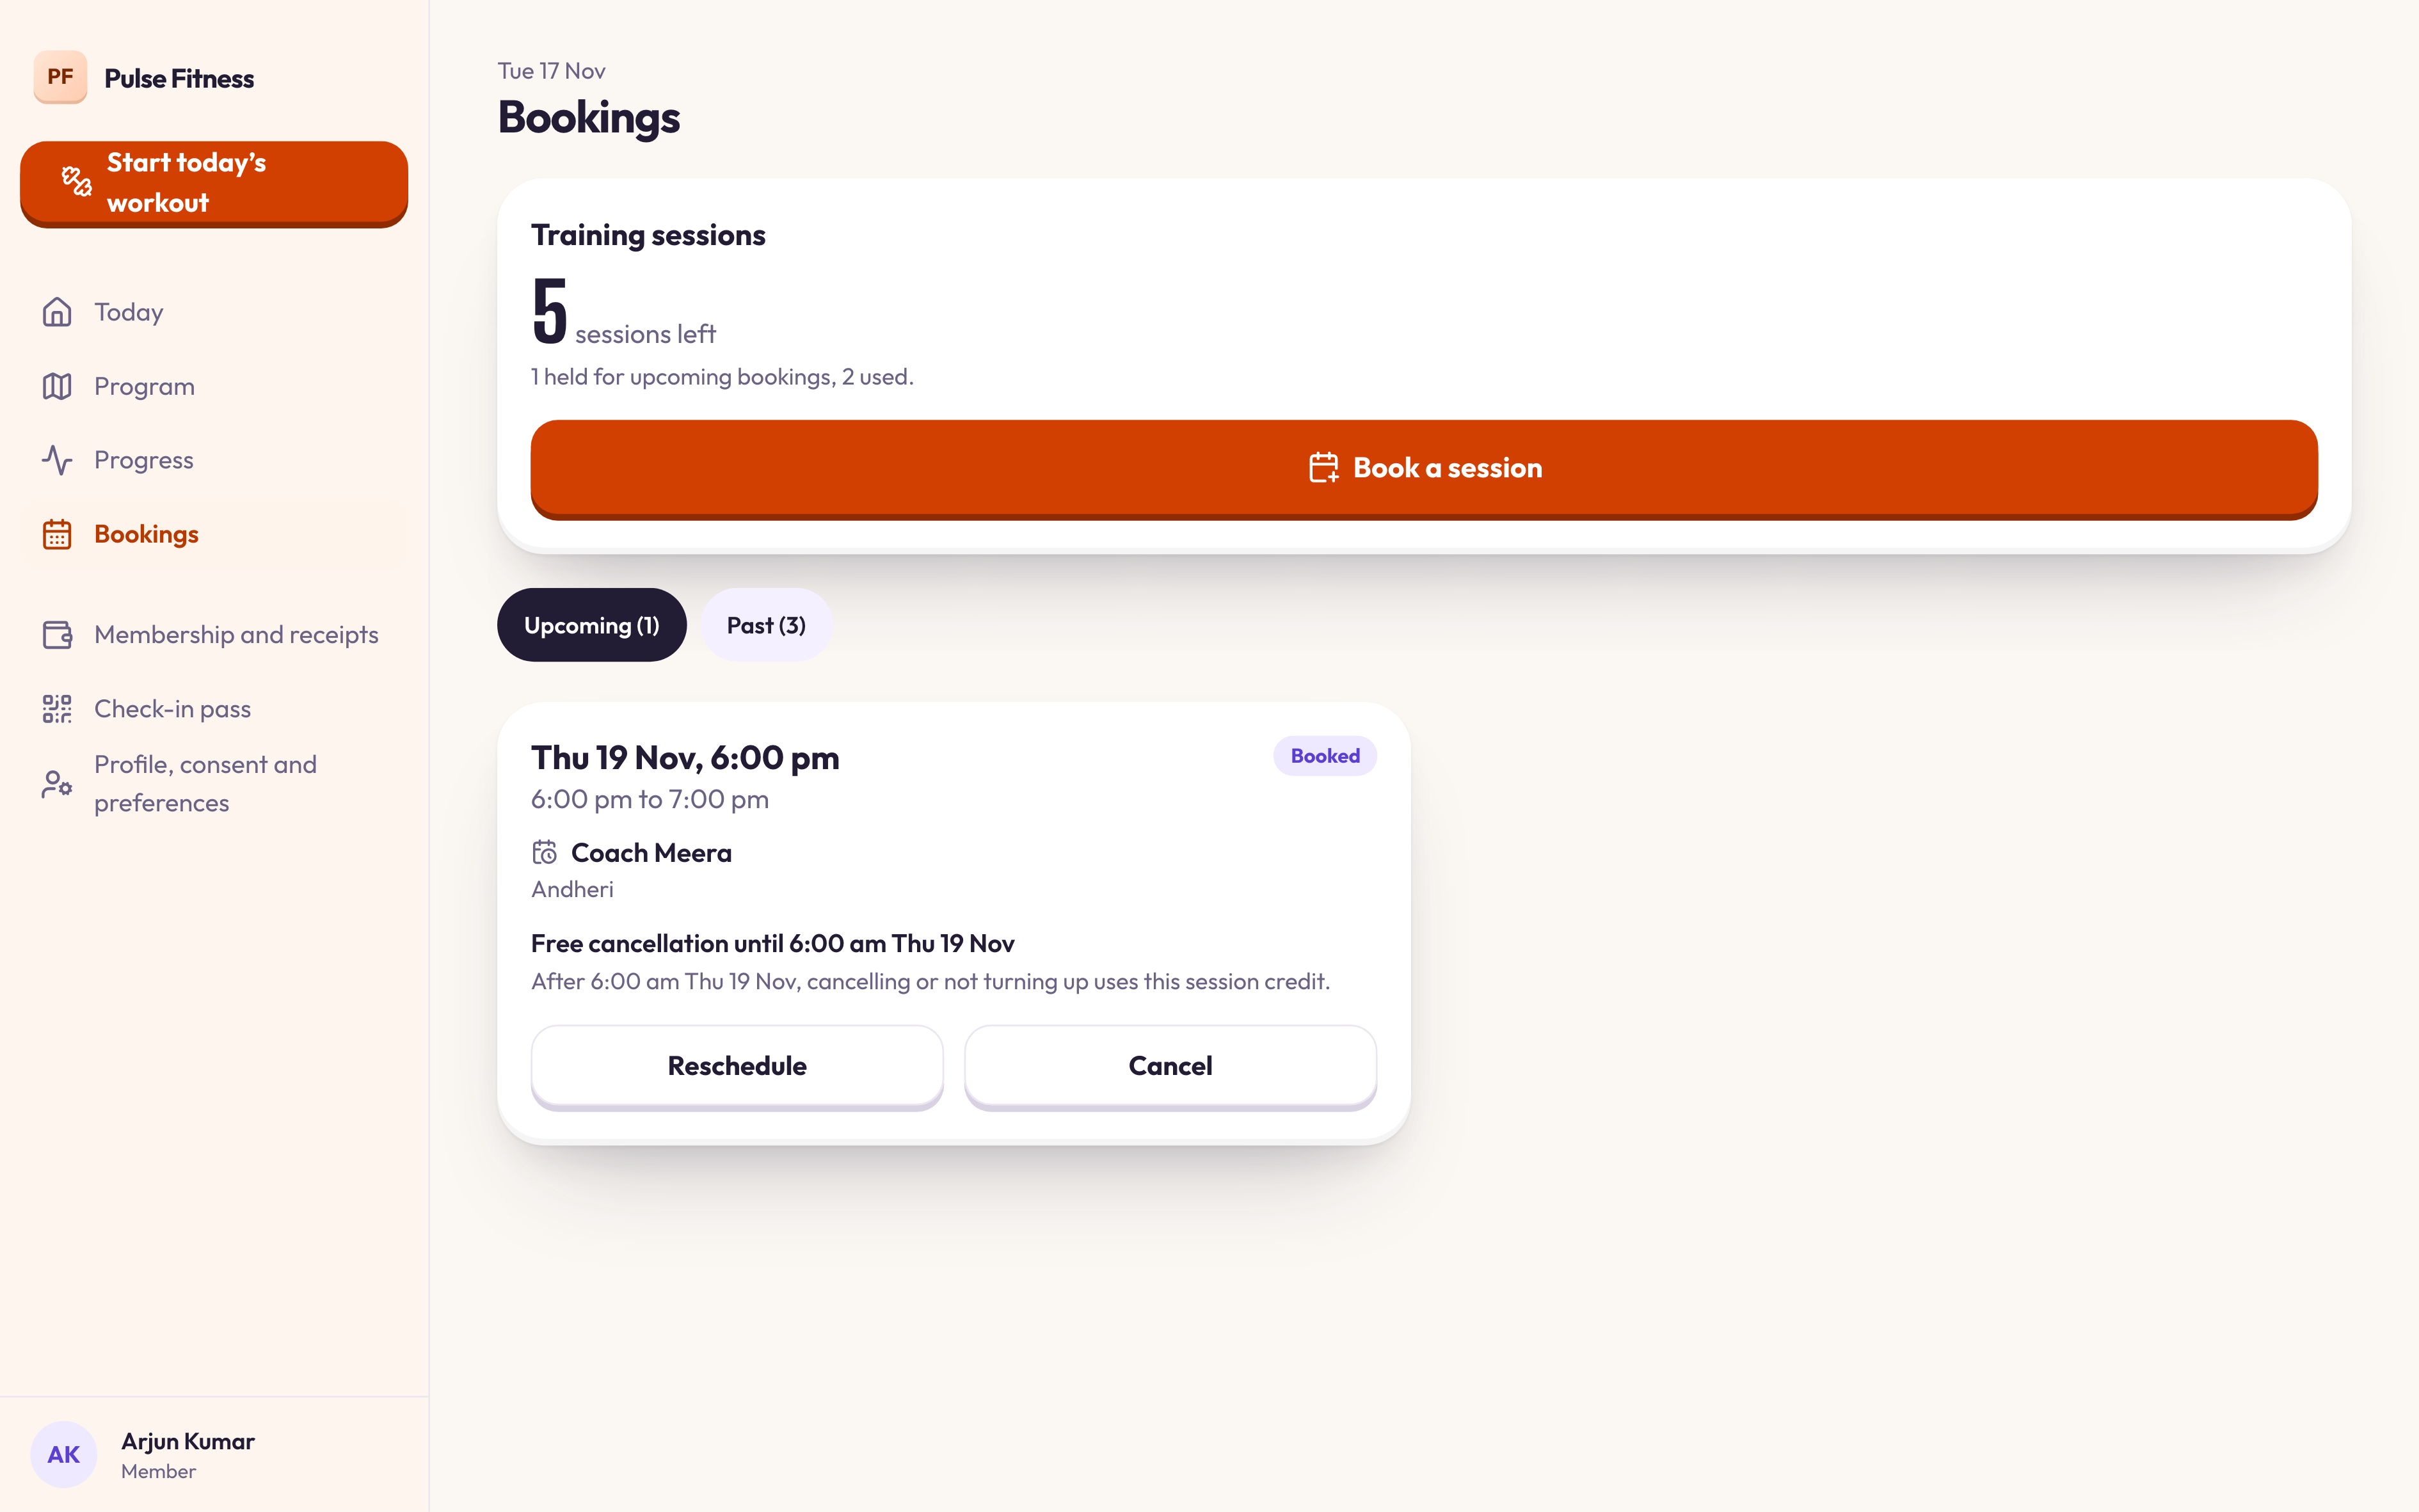 PF
Pulse Fitness
Start today’s
workout
Today
Program
Progress
Bookings
Membership and receipts
Check-in pass
Profile, consent and
preferences
AK
Arjun Kumar
Member
Tue 17 Nov
Bookings
Training sessions
5 sessions left
1 held for upcoming bookings, 2 used.
Book a session
Upcoming (1)
Past (3)
Thu 19 Nov, 6:00 pm
Booked
6:00 pm to 7:00 pm
Coach Meera
Andheri
Free cancellation until 6:00 am Thu 19 Nov
After 6:00 am Thu 19 Nov, cancelling or not turning up uses this session credit.
Reschedule
Cancel